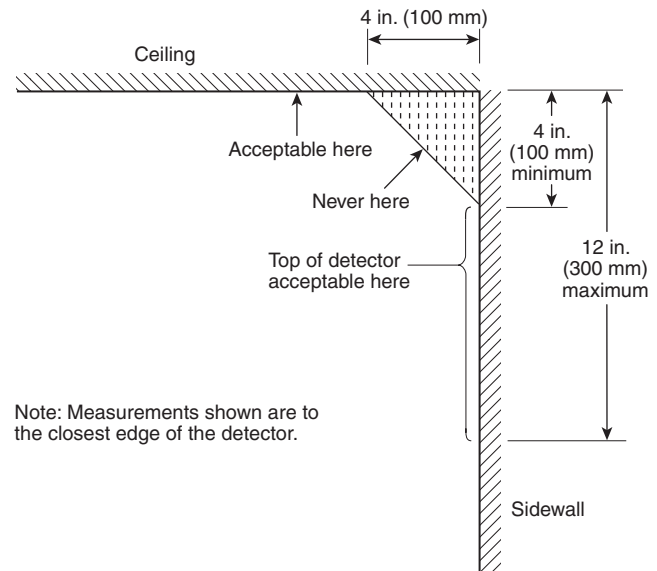 4 in. (100 mm)
Ceiling
Acceptable here
4 in.
(100 mm)
minimum
Never here
Top of detector
acceptable here
12 in.
(300 mm)
maximum
Note: Measurements shown are to
the closest edge of the detector.
Sidewall